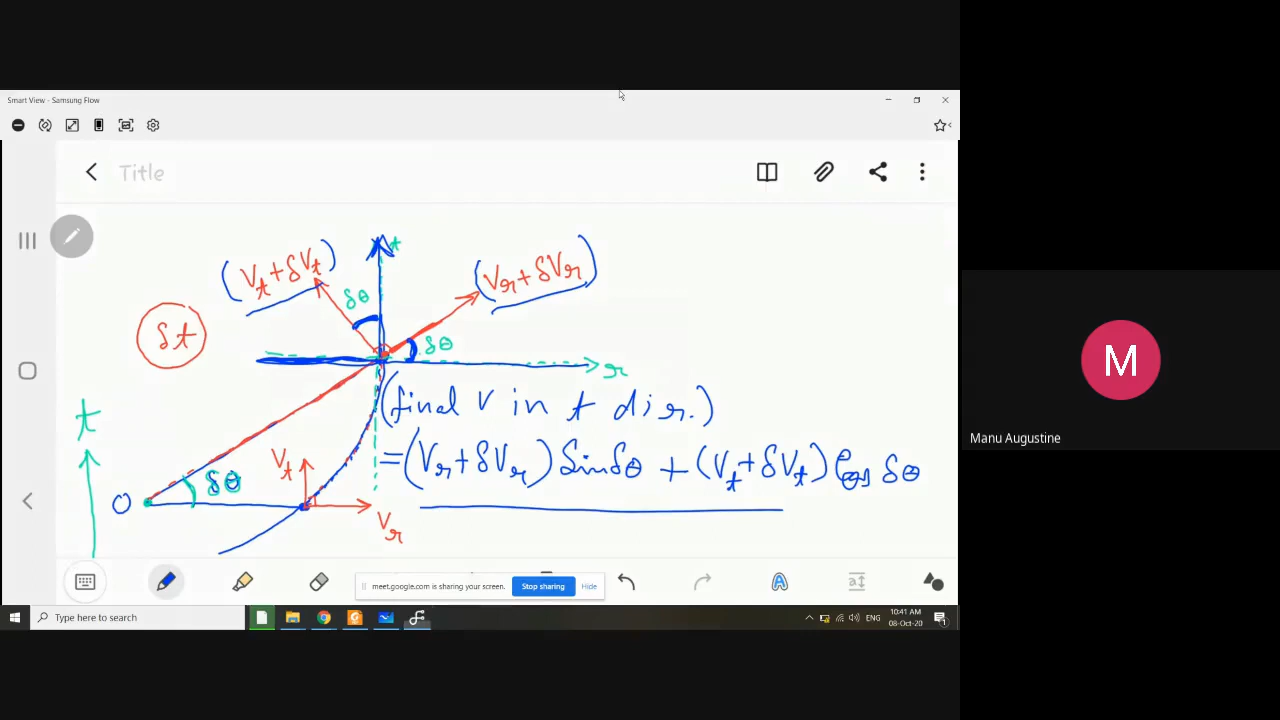 Smart View - Samsung Flow
Title
t
(Vt+δVt)
(Vr+δVr)
δθ
δt
δθ
r
(final V in t dir.)
t
=(Vr+δVr)Sinδθ + (Vt+δVt)Cos δθ
Vt
δθ
O
Vr
meet.google.com is sharing your screen.
Stop sharing
Hide
Type here to search
ENG
10:41 AM
08-Oct-20
1
M
Manu Augustine